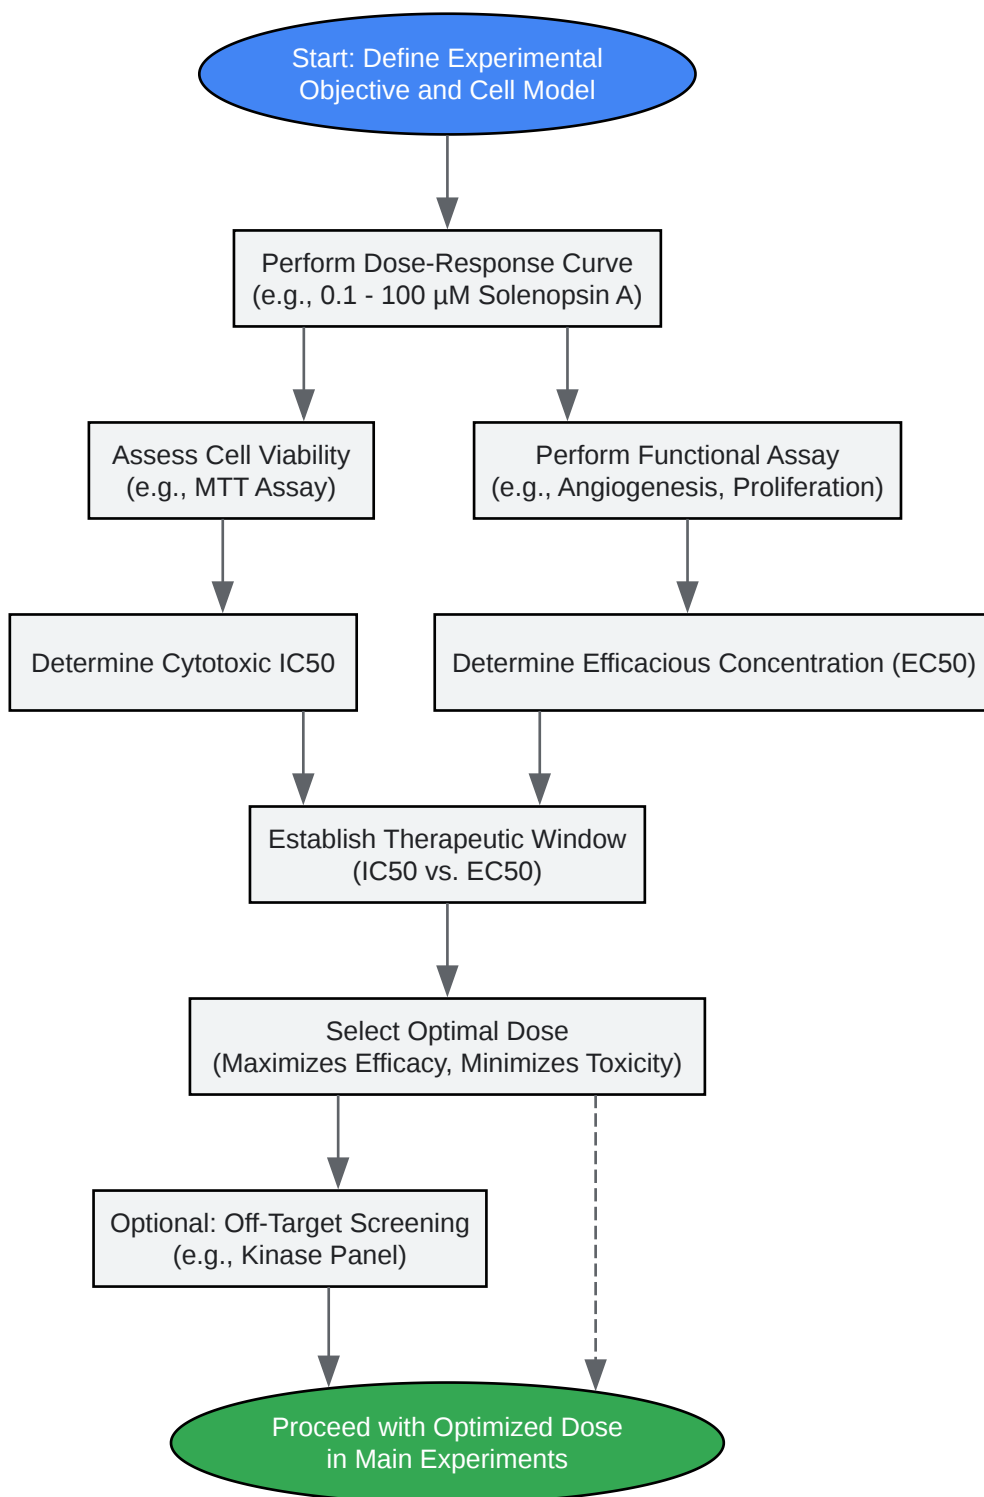 Start: Define Experimental
Objective and Cell Model
Perform Dose-Response Curve
(e.g., 0.1 - 100 µM Solenopsin A)
Assess Cell Viability
(e.g., MTT Assay)
Perform Functional Assay
(e.g., Angiogenesis, Proliferation)
Determine Cytotoxic IC50
Determine Efficacious Concentration (EC50)
Establish Therapeutic Window
(IC50 vs. EC50)
Select Optimal Dose
(Maximizes Efficacy, Minimizes Toxicity)
Optional: Off-Target Screening
(e.g., Kinase Panel)
Proceed with Optimized Dose
in Main Experiments